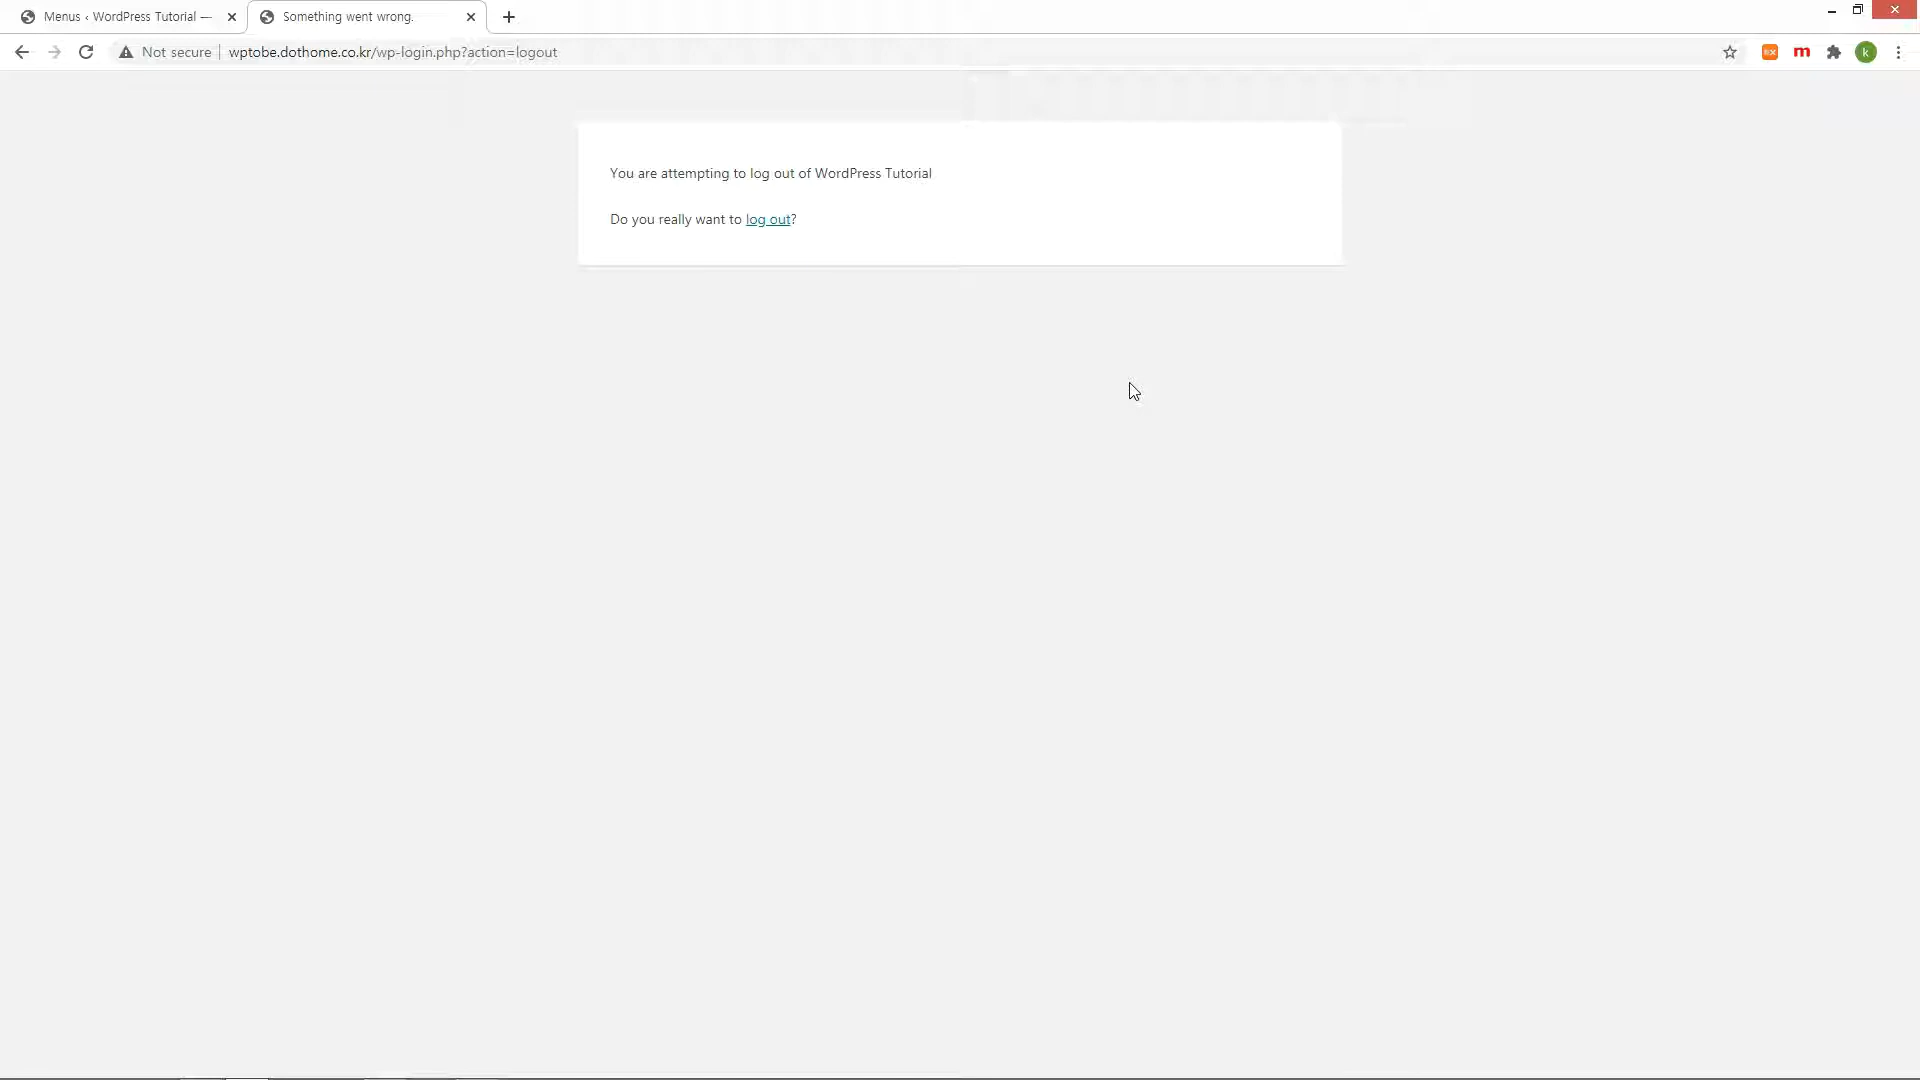 Menus ‹ WordPress Tutorial —
Something went wrong.
Not secure
wptobe.dothome.co.kr/wp-login.php?action=logout
m
k
You are attempting to log out of WordPress Tutorial
Do you really want to log out?